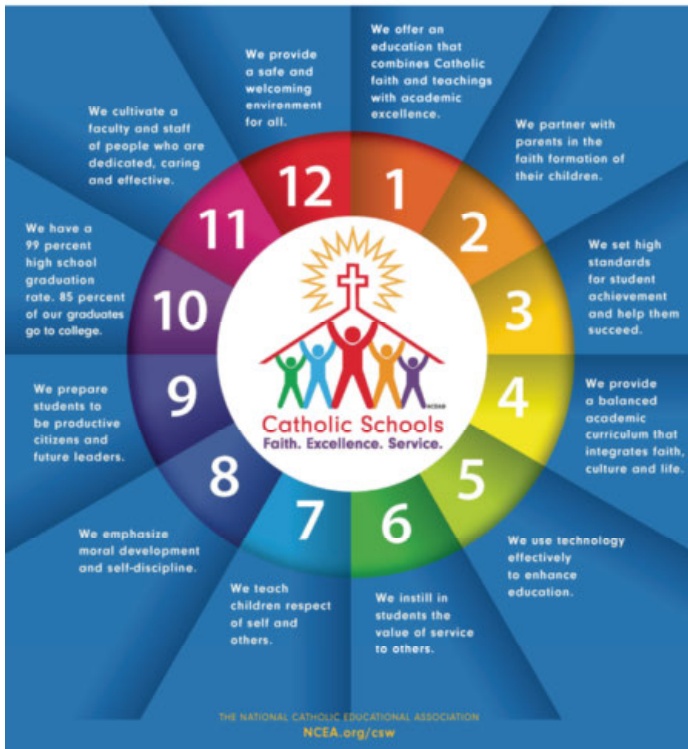 We offer an
education that
combines Catholic
faith and teachings
with academic
excellence.
We partner with
parents in the
faith formation of
their children.
We set high
standards
for student
achievement
and help them
succeed.
We provide
a balanced
academic
curriculum that
integrates faith,
culture and life.
We use technology
effectively
to enhance
education.
We instill in
students the
value of service
to others.
We teach
children respect
of self and
others.
We emphasize
moral development
and self-discipline.
We prepare
students to
be productive
citizens and
future leaders.
We have a
99 percent
high school
graduation
rate. 85 percent
of our graduates
go to college.
We cultivate a
faculty and staff
of people who are
dedicated, caring
and effective.
We provide
a safe and
welcoming
environment
for all.
1
2
3
4
5
6
7
8
9
10
11
12
NCEA®
Catholic Schools
Faith. Excellence. Service.
THE NATIONAL CATHOLIC EDUCATIONAL ASSOCIATION
NCEA.org/csw